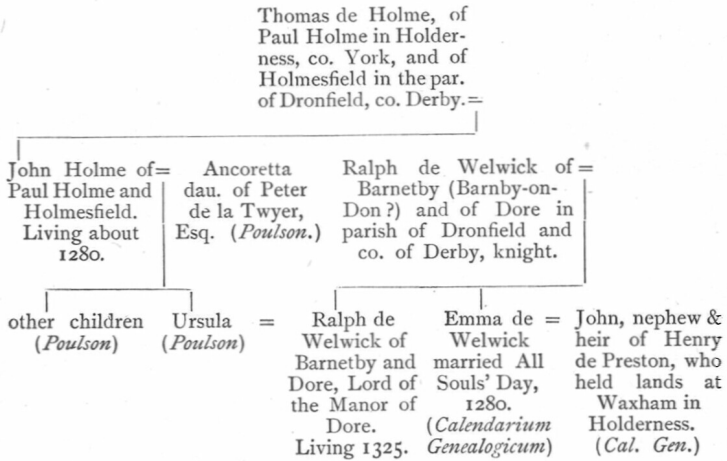 Thomas de Holme, of
Paul Holme in Holder-
ness, co. York, and of
Holmesfield in the par.
of Dronfield, co. Derby.=
John Holme of=
Paul Holme and
Holmesfield.
Living about
1280.
Ancoretta
dau. of Peter
de la Twyer,
Esq. (Poulson.)
Ralph de Welwick of=
Barnetby (Barnby-on-
Don?) and of Dore in
parish of Dronfield and
co. of Derby, knight.
other children
(Poulson)
Ursula =
(Poulson)
Ralph de
Welwick of
Barnetby and
Dore, Lord of
the Manor of
Dore.
Living 1325.
Emma de =
Welwick
married All
Souls' Day,
1280.
(Calendarium
Genealogicum)
John, nephew &
heir of Henry
de Preston, who
held lands at
Waxham in
Holderness.
(Cal. Gen.)